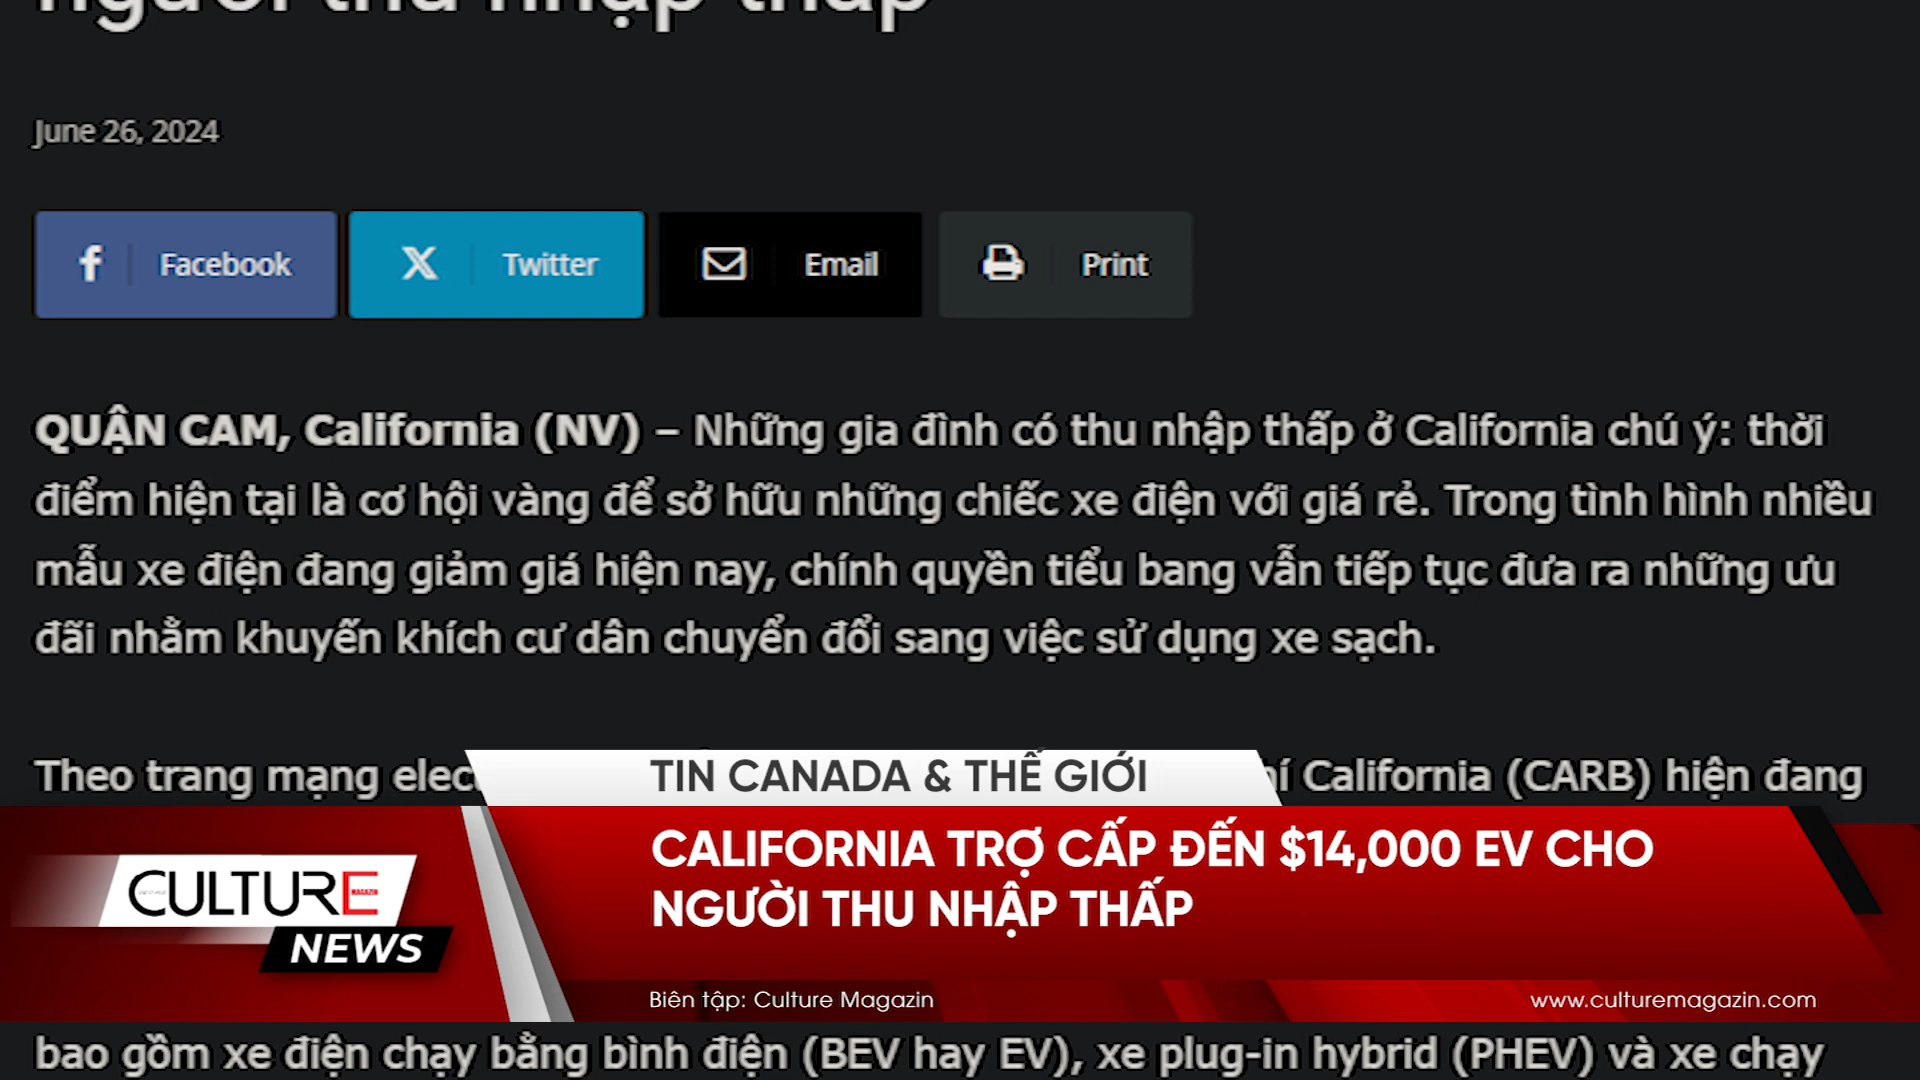 người thu nhập thấp
June 26, 2024
Facebook
Twitter
Email
Print
QUẬN CAM, California (NV) – Những gia đình có thu nhập thấp ở California chú ý: thời
điểm hiện tại là cơ hội vàng để sở hữu những chiếc xe điện với giá rẻ. Trong tình hình nhiều
mẫu xe điện đang giảm giá hiện nay, chính quyền tiểu bang vẫn tiếp tục đưa ra những ưu
đãi nhằm khuyến khích cư dân chuyển đổi sang việc sử dụng xe sạch.
Theo trang mạng California (CARB) hiện đang
TIN CANADA & THẾ GIỚI
CALIFORNIA TRỢ CẤP ĐẾN $14,000 EV CHO
NGƯỜI THU NHẬP THẤP
CULTURE
MAGAZIN
NEWS
Biên tập: Culture Magazin
www.culturemagazin.com
bao gồm xe điện chạy bằng bình điện (BEV hay EV), xe plug-in hybrid (PHEV) và xe chạy